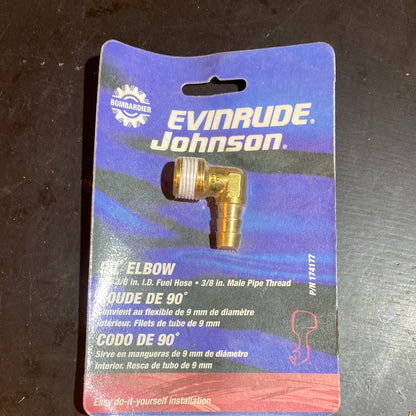 BOMBARDIER
EVINRUDE®
Johnson®
ELBOW
3/8 in. I.D. Fuel Hose • 3/8 in. Male Pipe Thread
P/N 174177
COUDE DE 90°
Convient au flexible de 9 mm de diamètre
intérieur. Filets de tube de 9 mm
CODO DE 90°
Sirve en mangueras de 9 mm de diámetro
Interior. Rosca de tubo de 9 mm
Easy do-it-yourself installation